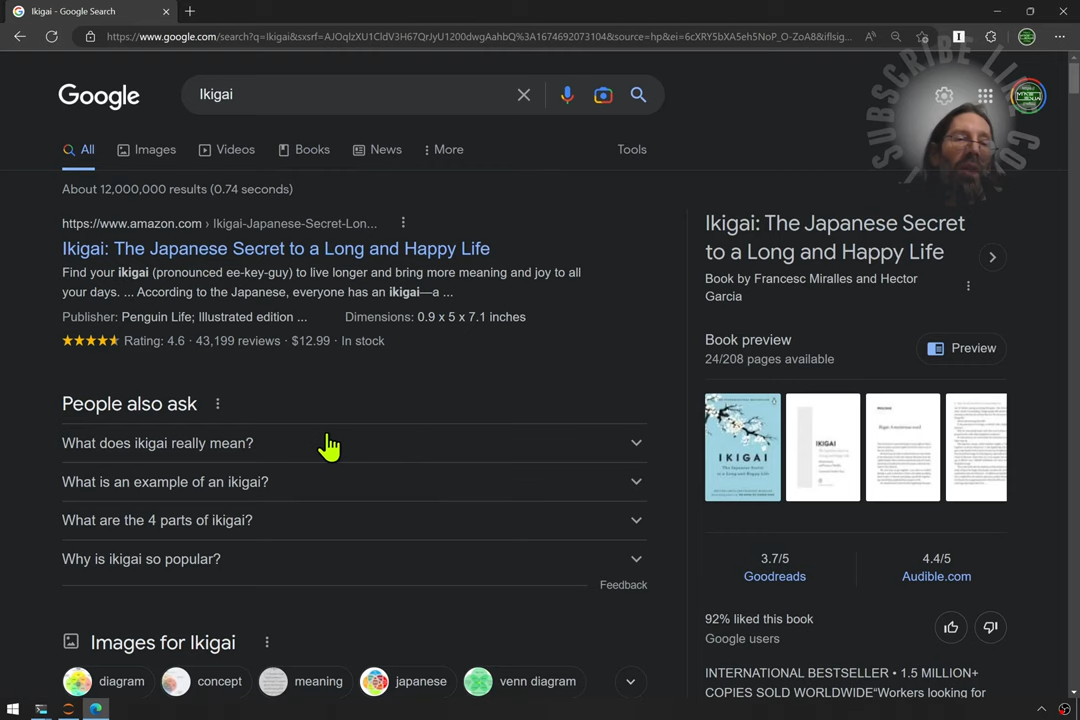 Ikigai - Google Search
https://www.google.com/search?q=Ikigai&sxsrf=AJOqlzXU1CldV3H67QrJyU1200dwgAahbQ%3A1674692073104&source=hp&ei=6cXRY5bXA5eh5NoP_O-ZoA8&iflsig...
SUBSCRIBE LIKE COM
Google
Ikigai
All
Images
Videos
Books
News
More
Tools
About 12,000,000 results (0.74 seconds)
https://www.amazon.com › Ikigai-Japanese-Secret-Lon...
Ikigai: The Japanese Secret to a Long and Happy Life
Find your ikigai (pronounced ee-key-guy) to live longer and bring more meaning and joy to all
your days. ... According to the Japanese, everyone has an ikigai—a ...
Publisher: Penguin Life; Illustrated edition ... Dimensions: 0.9 x 5 x 7.1 inches
Rating: 4.6 · 43,199 reviews · $12.99 · In stock
People also ask
What does ikigai really mean?
What is an example of an ikigai?
What are the 4 parts of ikigai?
Why is ikigai so popular?
Feedback
Images for Ikigai
diagram
concept
meaning
japanese
venn diagram
Ikigai: The Japanese Secret
to a Long and Happy Life
Book by Francesc Miralles and Hector
Garcia
Book preview
24/208 pages available
Preview
IKIGAI
IKIGAI
3.7/5
Goodreads
4.4/5
Audible.com
92% liked this book
Google users
INTERNATIONAL BESTSELLER • 1.5 MILLION+
COPIES SOLD WORLDWIDE“Workers looking for